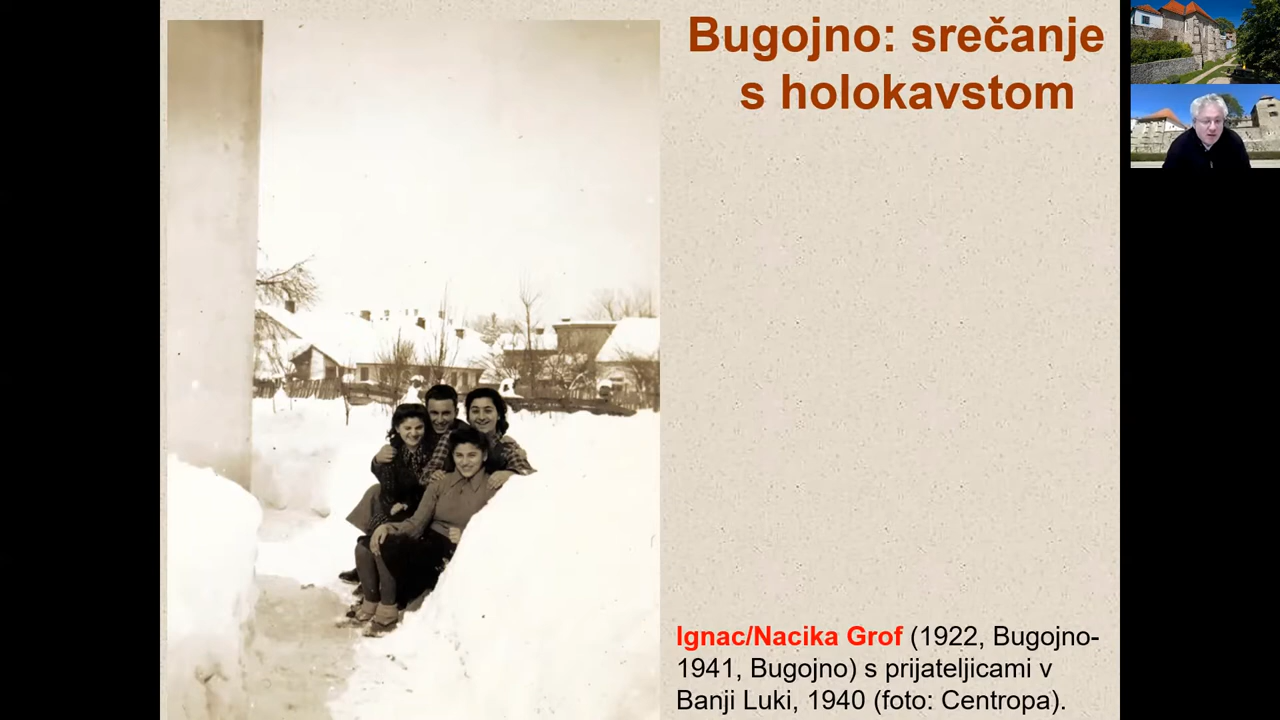 Bugojno: srečanje
s holokavstom
Ignac/Nacika Grof (1922, Bugojno-
1941, Bugojno) s prijateljicami v
Banji Luki, 1940 (foto: Centropa).